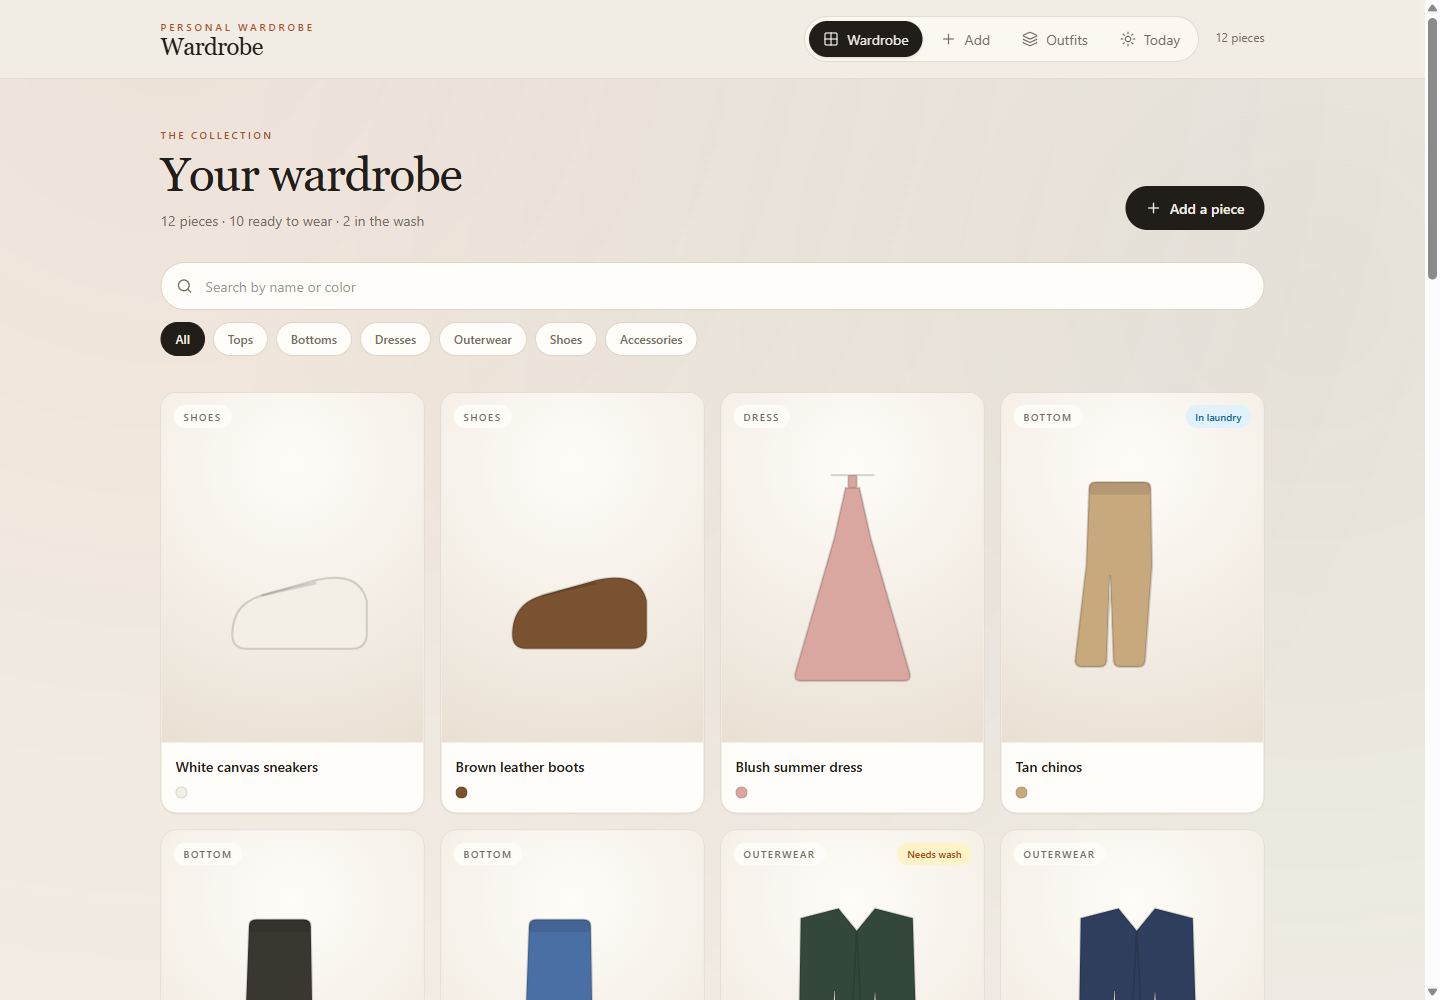 PERSONAL WARDROBE
Wardrobe
Wardrobe
Add
Outfits
Today
12 pieces
THE COLLECTION
Your wardrobe
12 pieces · 10 ready to wear · 2 in the wash
Add a piece
Search by name or color
All
Tops
Bottoms
Dresses
Outerwear
Shoes
Accessories
SHOES
SHOES
DRESS
BOTTOM
In laundry
White canvas sneakers
Brown leather boots
Blush summer dress
Tan chinos
BOTTOM
BOTTOM
OUTERWEAR
Needs wash
OUTERWEAR